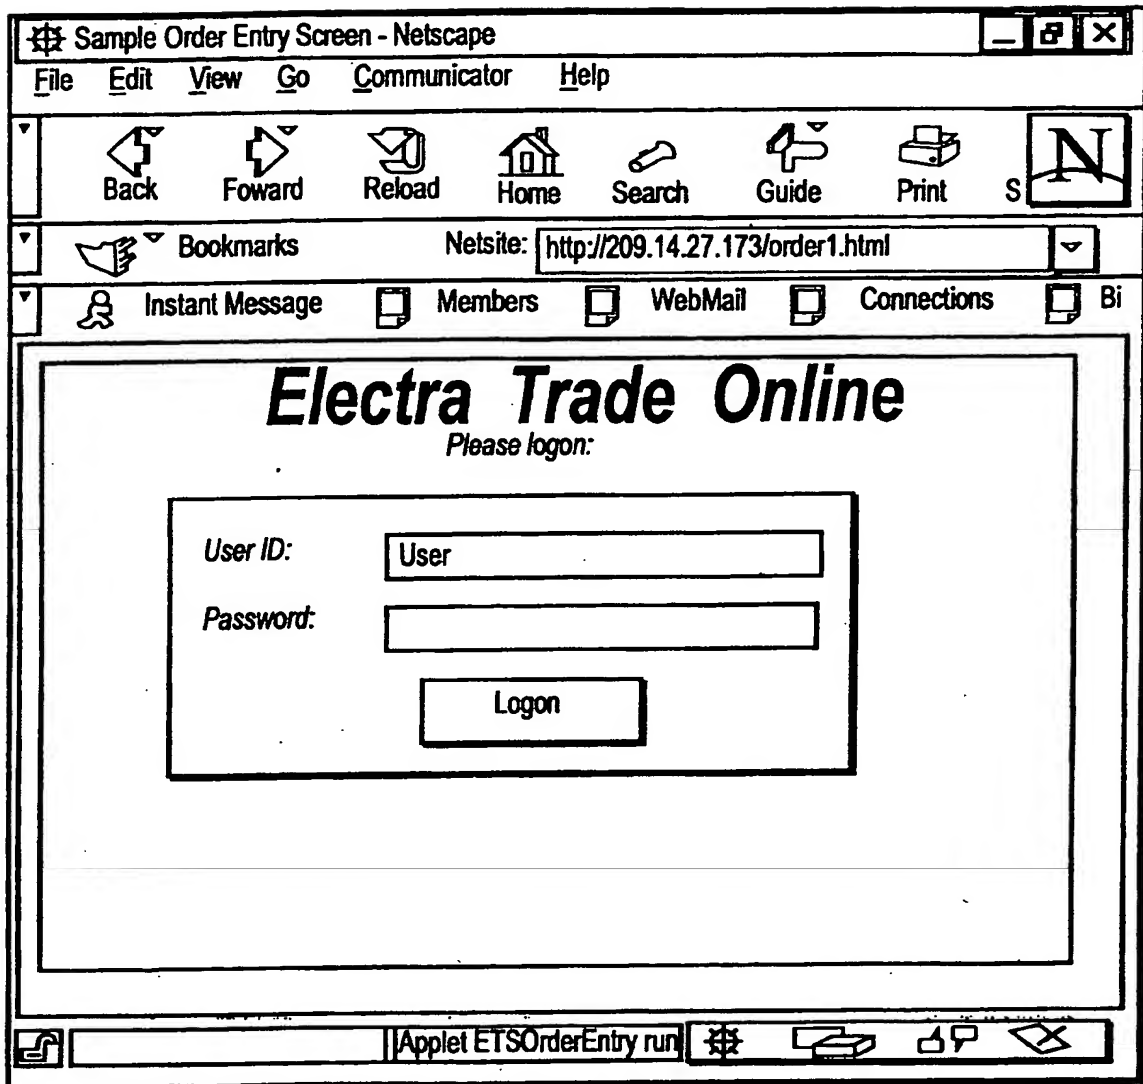 Sample Order Entry Screen - Netscape
File Edit View Go Communicator Help
Back Foward Reload Home Search Guide Print S N
Bookmarks Netsite: http://209.14.27.173/order1.html
Instant Message Members WebMail Connections Bi
Electra Trade Online
Please logon:
User ID: User
Password:
Logon
Applet ETSOrderEntry run